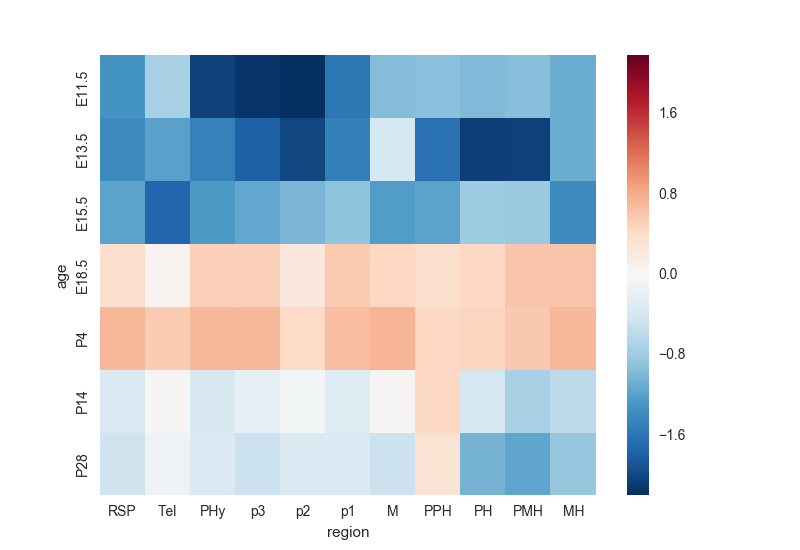 age
E11.5
E13.5
E15.5
E18.5
P4
P14
P28
RSP Tel PHy p3 p2 p1 M PPH PH PMH MH
region
1.6
0.8
0.0
−0.8
−1.6